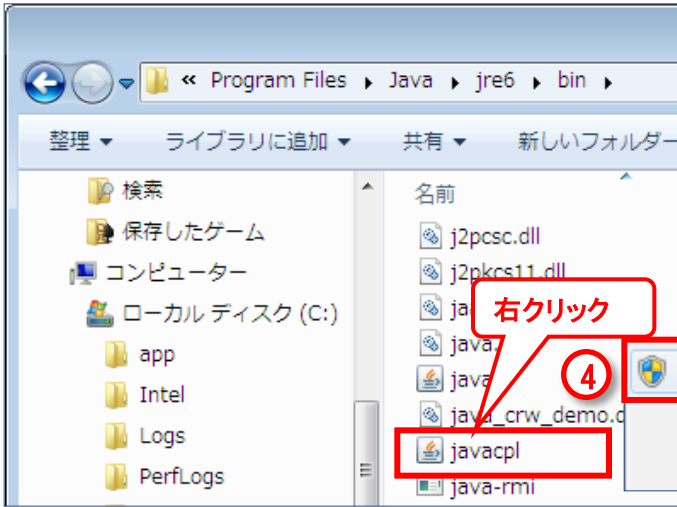 « Program Files ▸ Java ▸ jre6 ▸ bin ▸
整理 ▼ ライブラリに追加 ▼ 共有 ▼ 新しいフォルダー
検索
保存したゲーム
コンピューター
ローカル ディスク (C:)
app
Intel
Logs
PerfLogs
名前
j2pcsc.dll
j2pkcs11.dll
右クリック
java.
java
④
java_crw_demo.d
javacpl
java-rmi